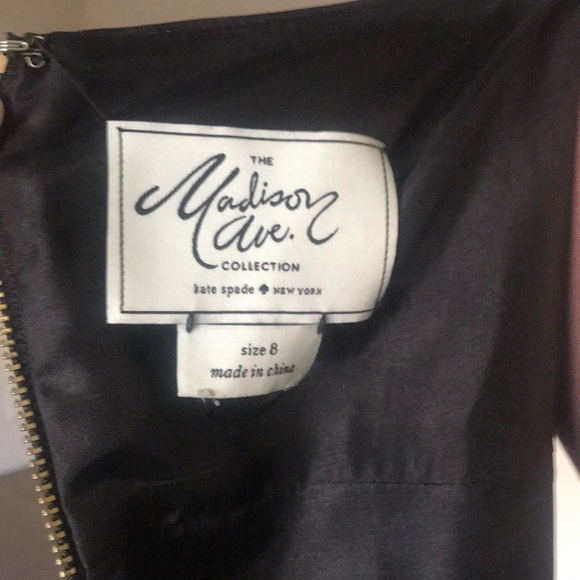 THE
Madison
Ave.
COLLECTION
kate spade ♠ NEW YORK
size 8
made in china